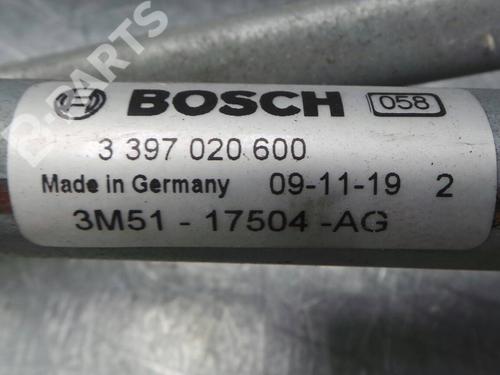 B-PARTS
BOSCH 058
3 397 020 600
Made in Germany 09-11-19 2
3M51 - 17504 -AG